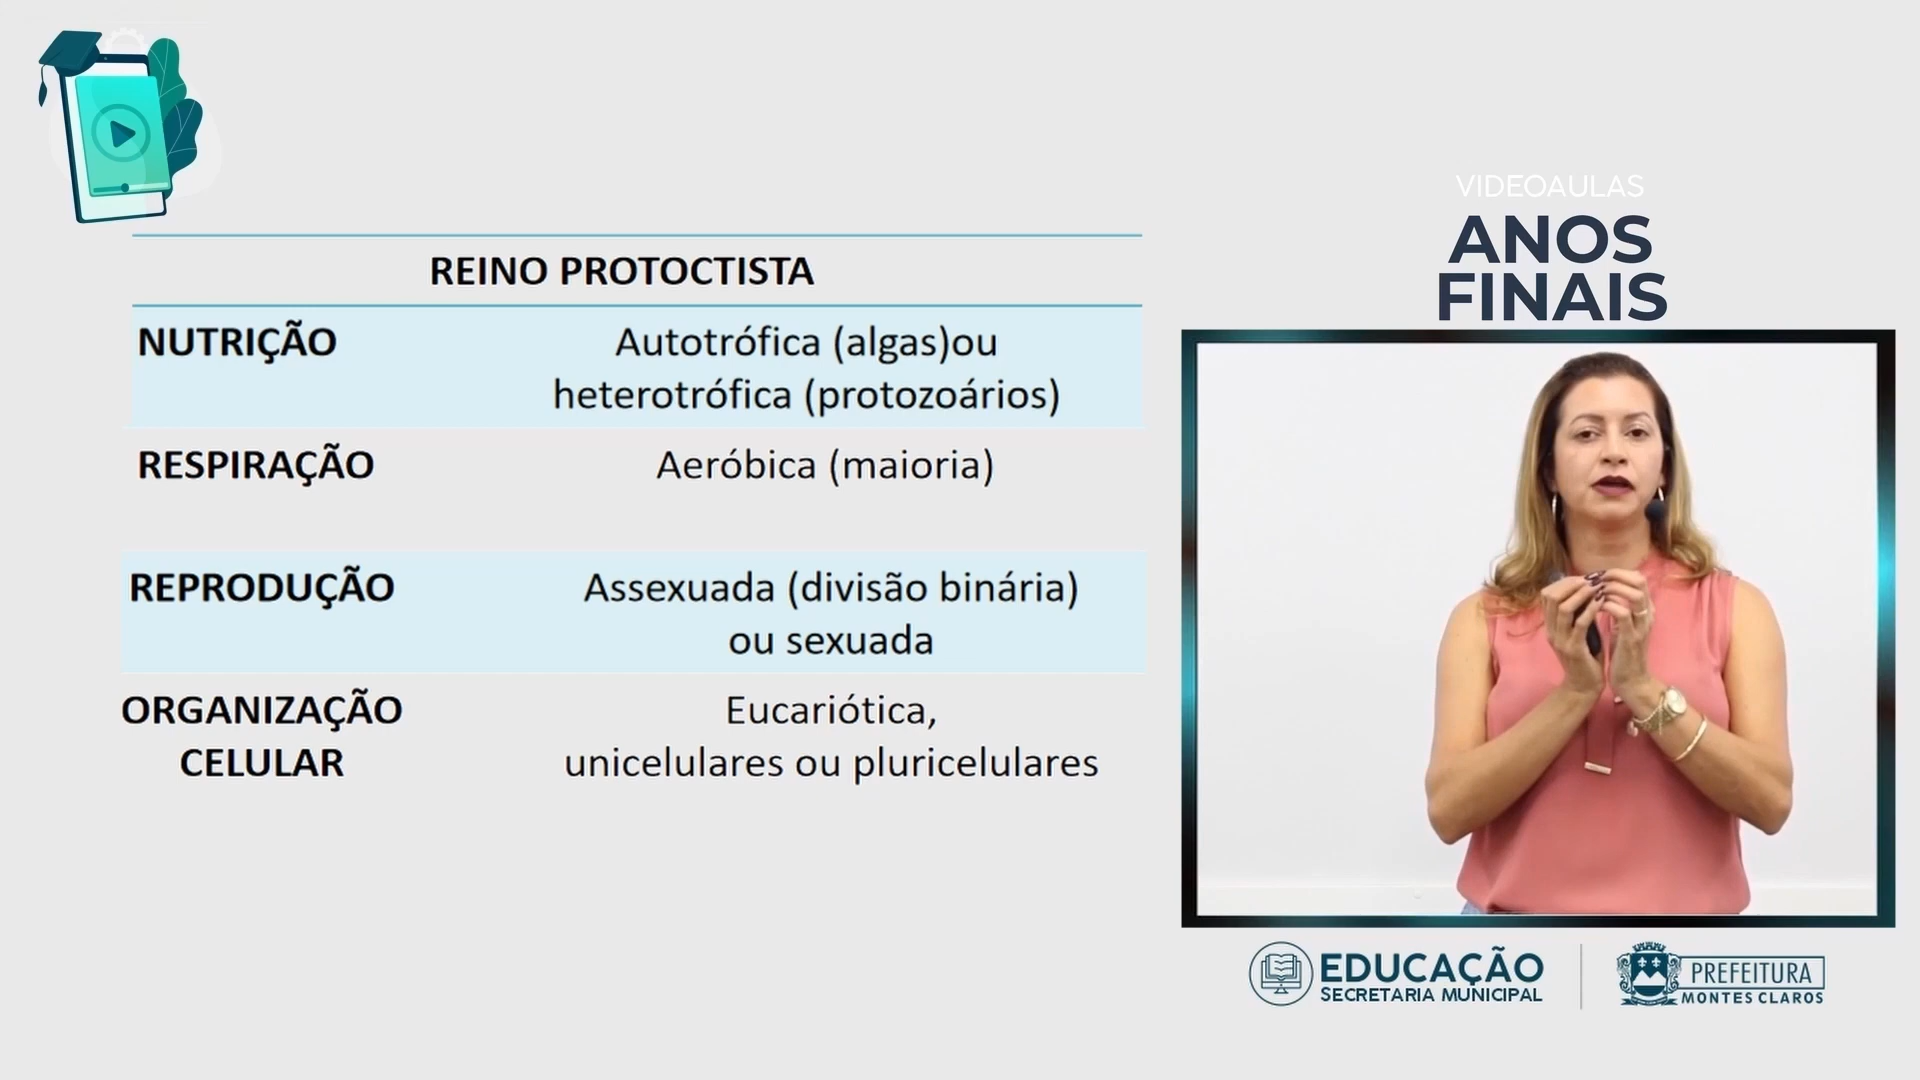 REINO PROTOCTISTA
NUTRIÇÃO
Autotrófica (algas)ou
heterotrófica (protozoários)
RESPIRAÇÃO
Aeróbica (maioria)
REPRODUÇÃO
Assexuada (divisão binária)
ou sexuada
ORGANIZAÇÃO
CELULAR
Eucariótica,
unicelulares ou pluricelulares
VIDEOAULAS
ANOS
FINAIS
EDUCAÇÃO
SECRETARIA MUNICIPAL
PREFEITURA
MONTES CLAROS